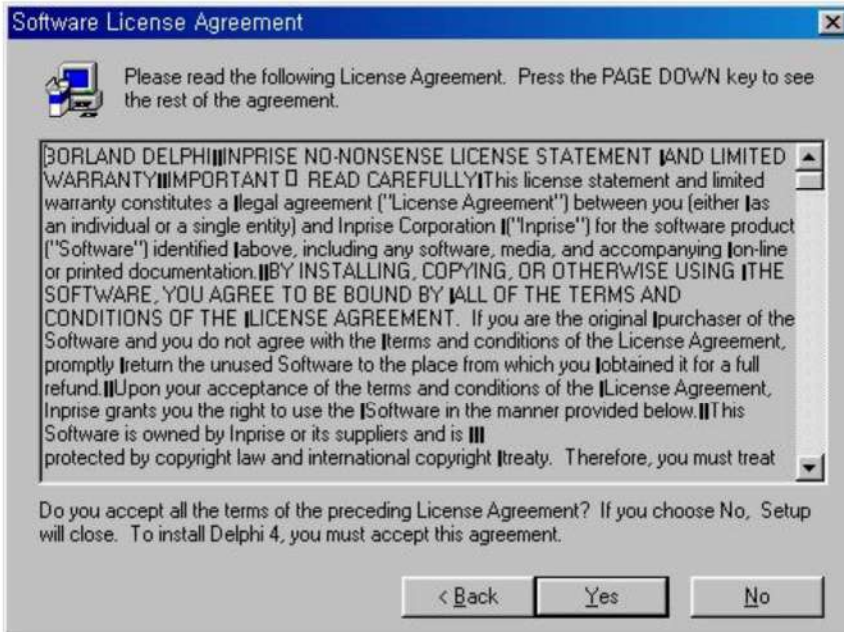 Software License Agreement
Please read the following License Agreement. Press the PAGE DOWN key to see
the rest of the agreement.
BORLAND DELPHI||||INPRISE NO-NONSENSE LICENSE STATEMENT |AND LIMITED
WARRANTY||||IMPORTANT▯ READ CAREFULLY|This license statement and limited
warranty constitutes a |legal agreement ("License Agreement") between you (either |as
an individual or a single entity) and Inprise Corporation |("Inprise") for the software product
("Software") identified |above, including any software, media, and accompanying |on-line
or printed documentation.||BY INSTALLING, COPYING, OR OTHERWISE USING |THE
SOFTWARE, YOU AGREE TO BE BOUND BY |ALL OF THE TERMS AND
CONDITIONS OF THE |LICENSE AGREEMENT. If you are the original |purchaser of the
Software and you do not agree with the |terms and conditions of the License Agreement,
promptly |return the unused Software to the place from which you |obtained it for a full
refund.||Upon your acceptance of the terms and conditions of the |License Agreement,
Inprise grants you the right to use the |Software in the manner provided below.||This
Software is owned by Inprise or its suppliers and is |||
protected by copyright law and international copyright |treaty. Therefore, you must treat
Do you accept all the terms of the preceding License Agreement? If you choose No, Setup
will close. To install Delphi 4, you must accept this agreement.
< Back Yes No